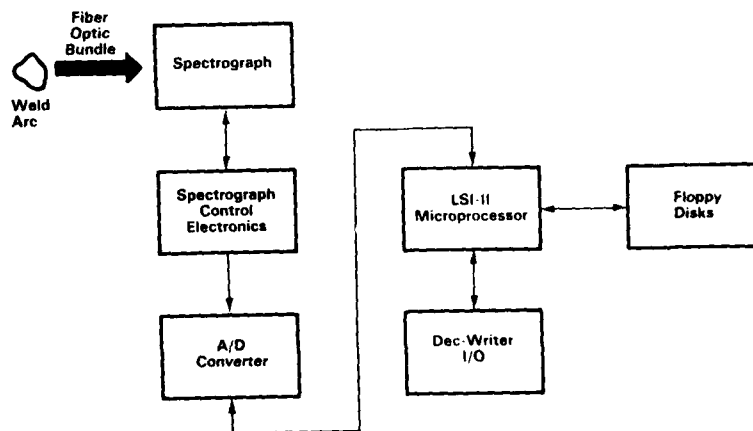 Fiber
Optic
Bundle
Weld
Arc
Spectrograph
Spectrograph
Control
Electronics
A/D
Converter
LSI-11
Microprocessor
Floppy
Disks
Dec-Writer
I/O